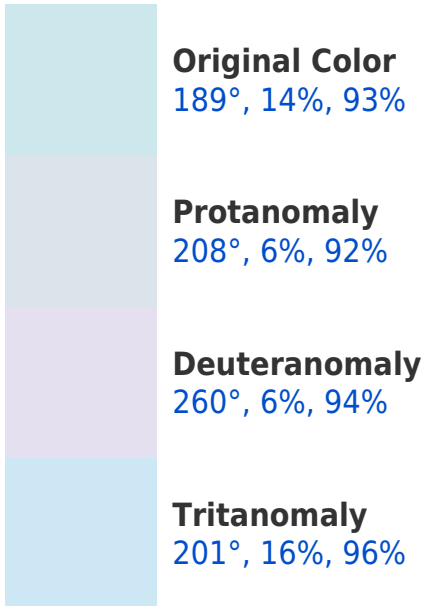 Original Color
189°, 14%, 93%
Protanomaly
208°, 6%, 92%
Deuteranomaly
260°, 6%, 94%
Tritanomaly
201°, 16%, 96%